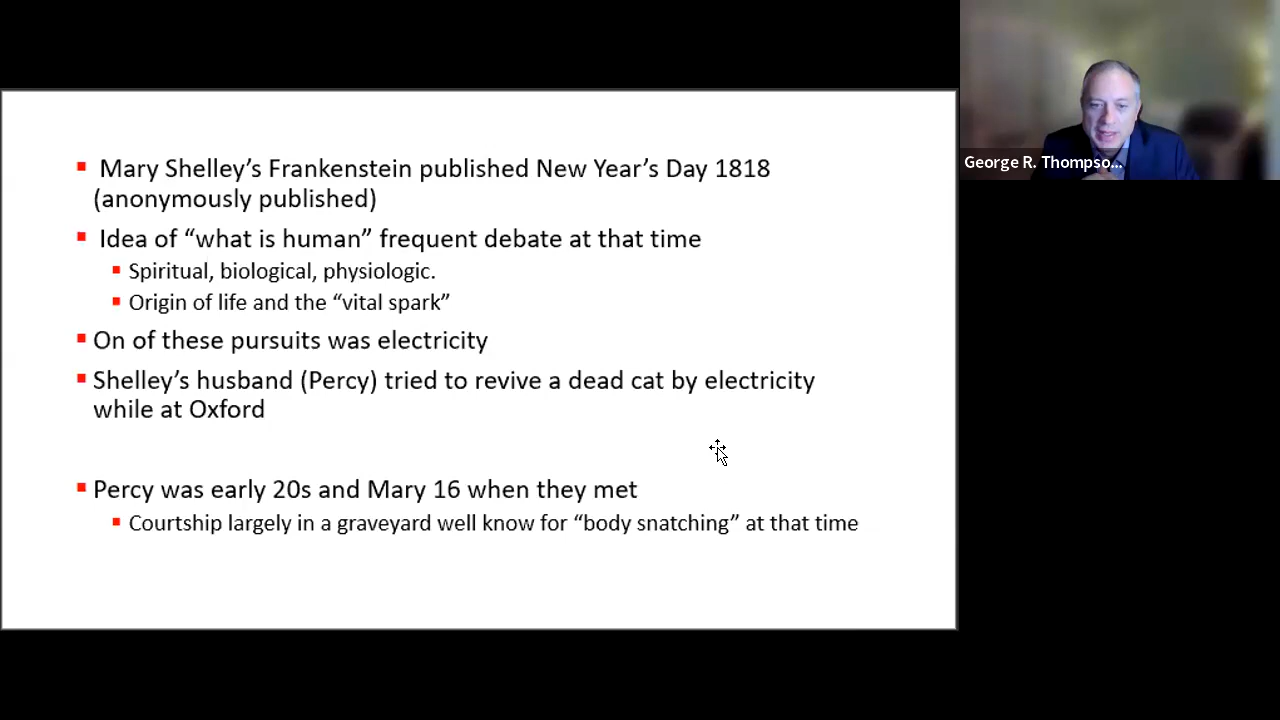 Mary Shelley’s Frankenstein published New Year’s Day 1818
(anonymously published)
Idea of “what is human” frequent debate at that time
Spiritual, biological, physiologic.
Origin of life and the “vital spark”
On of these pursuits was electricity
Shelley’s husband (Percy) tried to revive a dead cat by electricity
while at Oxford
Percy was early 20s and Mary 16 when they met
Courtship largely in a graveyard well know for “body snatching” at that time
George R. Thompso...